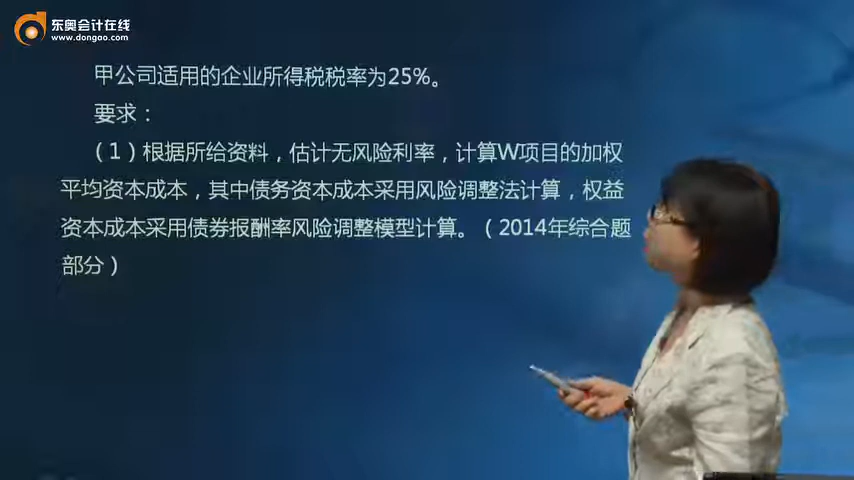 东奥会计在线
www.dongao.com
甲公司适用的企业所得税税率为25%。
要求：
（1）根据所给资料，估计无风险利率，计算W项目的加权
平均资本成本，其中债务资本成本采用风险调整法计算，权益
资本成本采用债券报酬率风险调整模型计算。（2014年综合题
部分）